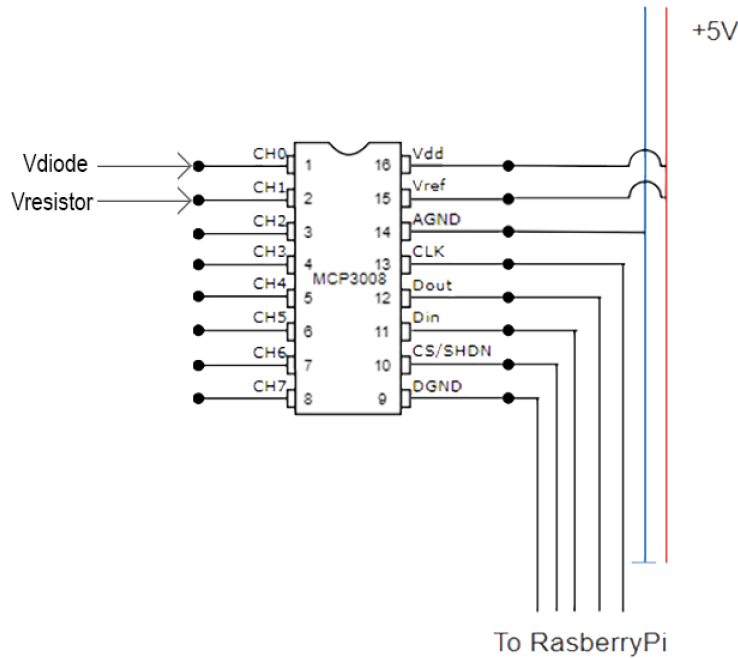 +5V
Vdiode
Vresistor
CH0 1 16 Vdd
CH1 2 15 Vref
CH2 3 14 AGND
CH3 4 13 CLK
MCP3008
CH4 5 12 Dout
CH5 6 11 Din
CH6 7 10 CS/SHDN
CH7 8 9 DGND
To RasberryPi